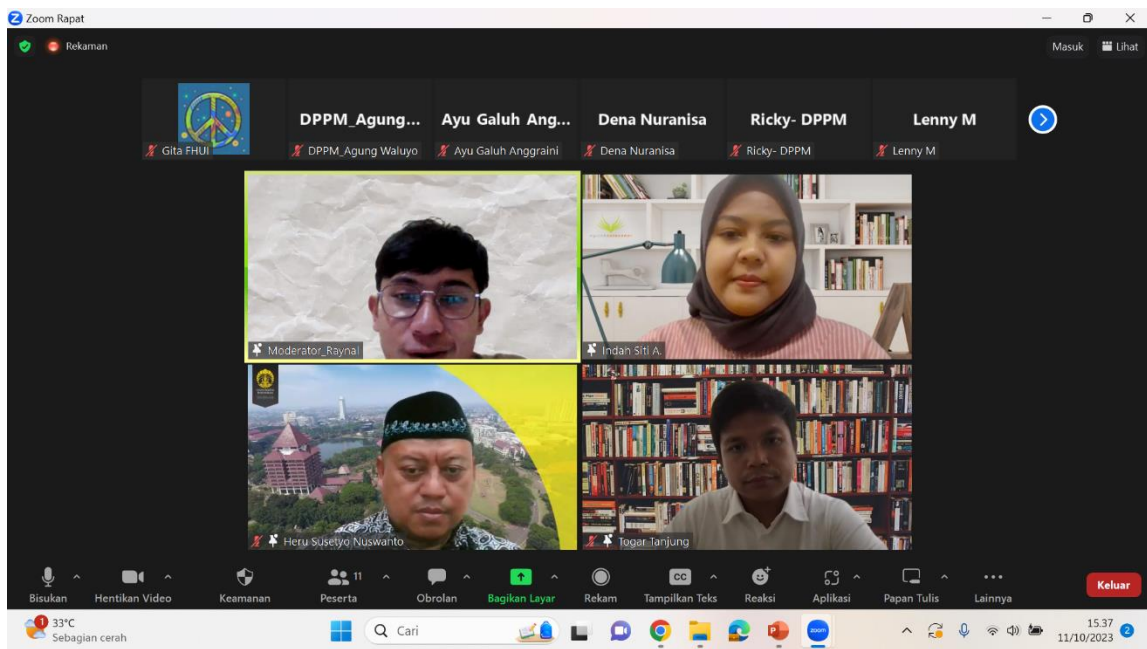 Zoom Rapat
Rekaman
Masuk
Lihat
DPPM_Agung...
Ayu Galuh Ang...
Dena Nuranisa
Ricky- DPPM
Lenny M
Gita FHUI
DPPM_Agung Waluyo
Ayu Galuh Anggraini
Dena Nuranisa
Ricky- DPPM
Lenny M
Moderator_Raynal
Indah Siti A.
Heru Susetyo Nuswanto
Togar Tanjung
11
Bisukan
Hentikan Video
Keamanan
Peserta
Obrolan
Bagikan Layar
Rekam
CC
Tampilkan Teks
Reaksi
Aplikasi
Papan Tulis
Lainnya
Keluar
1
33°C
Sebagian cerah
Cari
zoom
15.37
11/10/2023
2